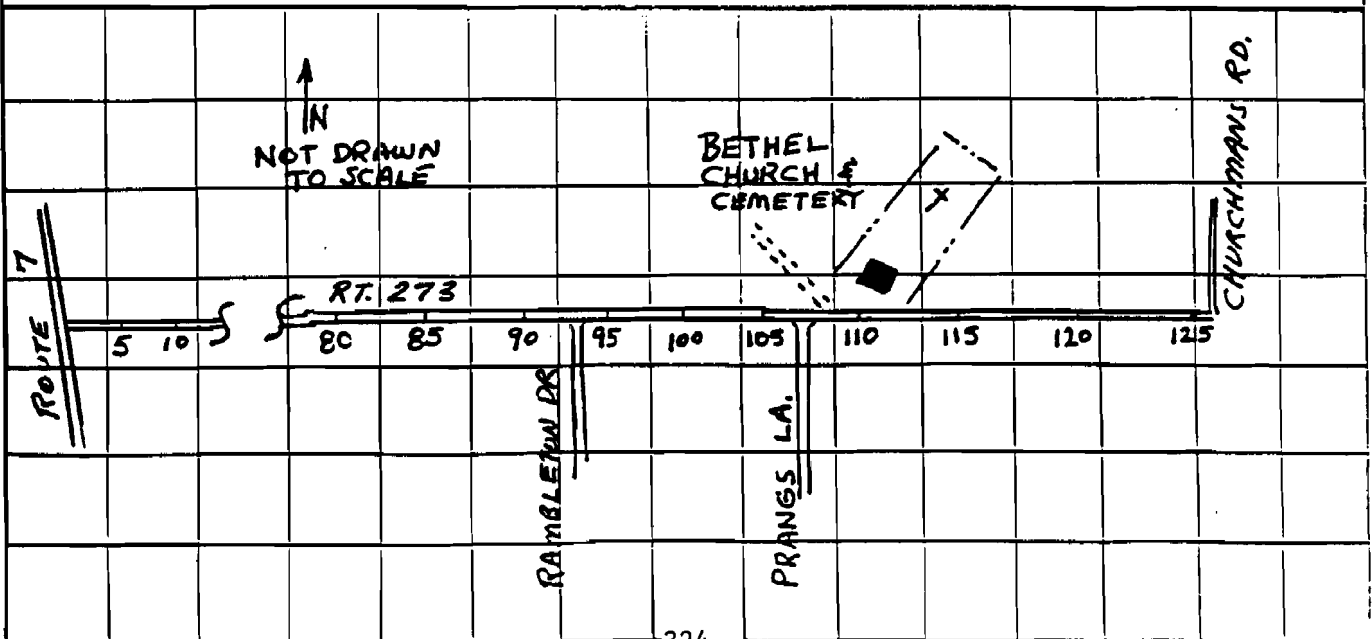 N
NOT DRAWN
TO SCALE
BETHEL
CHURCH &
CEMETERY
X
CHURCHMANS RD.
ROUTE 7
RT. 273
5 10 80 85 90 95 100 105 110 115 120 125
RAMBLETON DR
PRANGS LA.